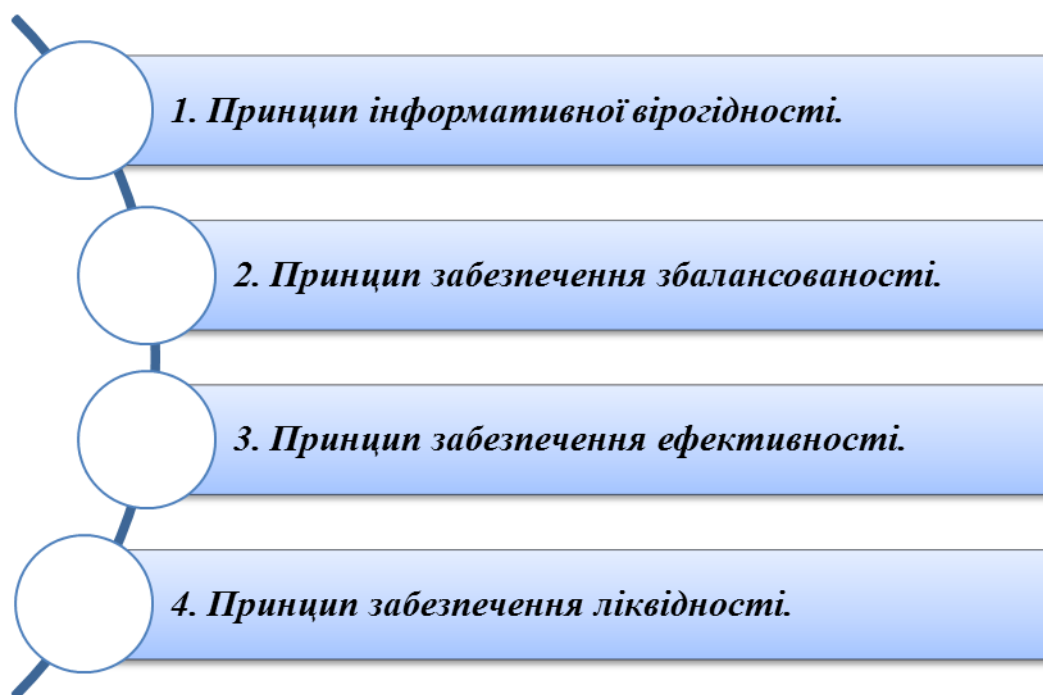 1. Принцип інформативної вірогідності.
2. Принцип забезпечення збалансованості.
3. Принцип забезпечення ефективності.
4. Принцип забезпечення ліквідності.